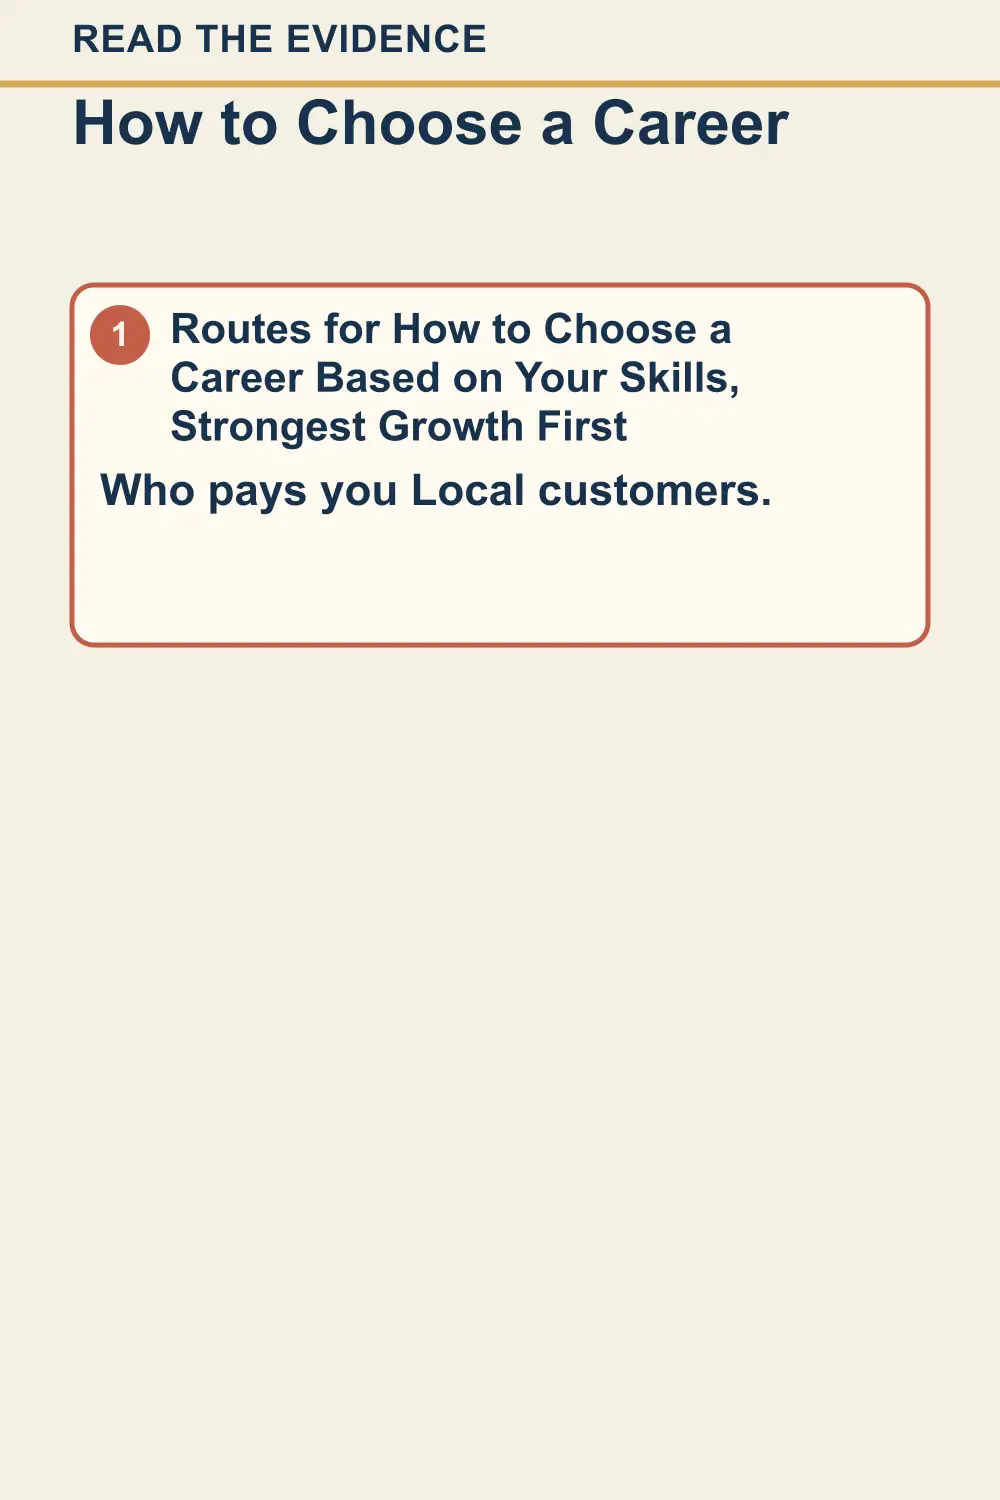 READ THE EVIDENCE
How to Choose a Career
1
Routes for How to Choose a
Career Based on Your Skills,
Strongest Growth First
Who pays you Local customers.